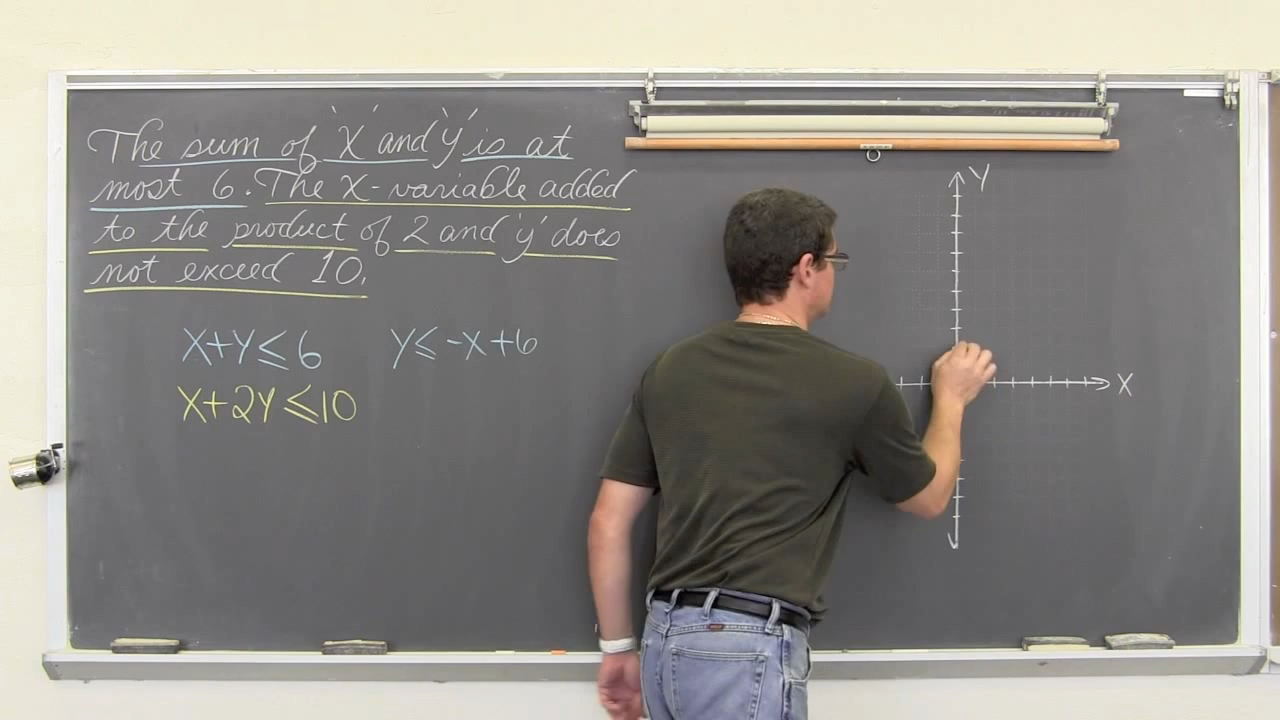 The sum of 'X' and 'Y' is at
most 6. The X-variable added
to the product of 2 and 'y' does
not exceed 10.
X+Y≤6 Y≤-X+6
X+2Y≤10
Y
X